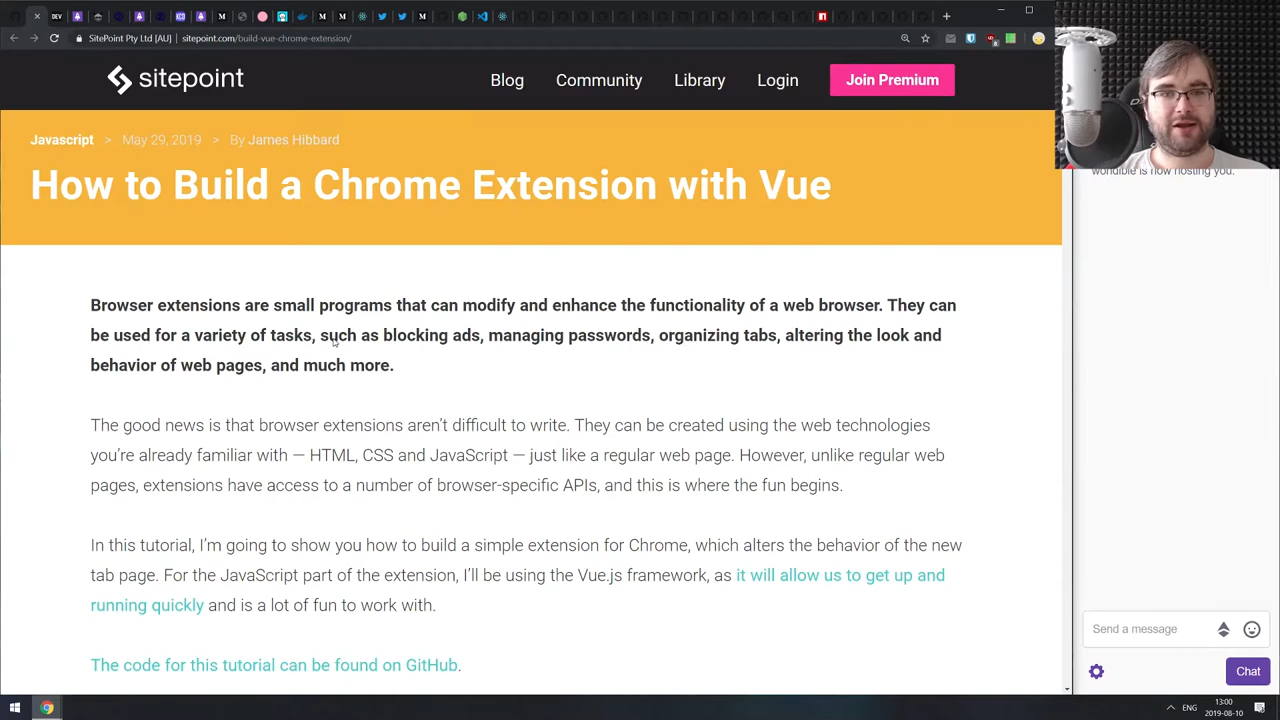 DEV
SitePoint Pty Ltd [AU] | sitepoint.com/build-vue-chrome-extension/
sitepoint
Blog
Community
Library
Login
Join Premium
Javascript > May 29, 2019 > By James Hibbard
How to Build a Chrome Extension with Vue
wondible is now hosting you.
Browser extensions are small programs that can modify and enhance the functionality of a web browser. They can
be used for a variety of tasks, such as blocking ads, managing passwords, organizing tabs, altering the look and
behavior of web pages, and much more.
The good news is that browser extensions aren’t difficult to write. They can be created using the web technologies
you’re already familiar with — HTML, CSS and JavaScript — just like a regular web page. However, unlike regular web
pages, extensions have access to a number of browser-specific APIs, and this is where the fun begins.
In this tutorial, I’m going to show you how to build a simple extension for Chrome, which alters the behavior of the new
tab page. For the JavaScript part of the extension, I’ll be using the Vue.js framework, as it will allow us to get up and
running quickly and is a lot of fun to work with.
The code for this tutorial can be found on GitHub.
Send a message
Chat
ENG
13:00
2019-08-10